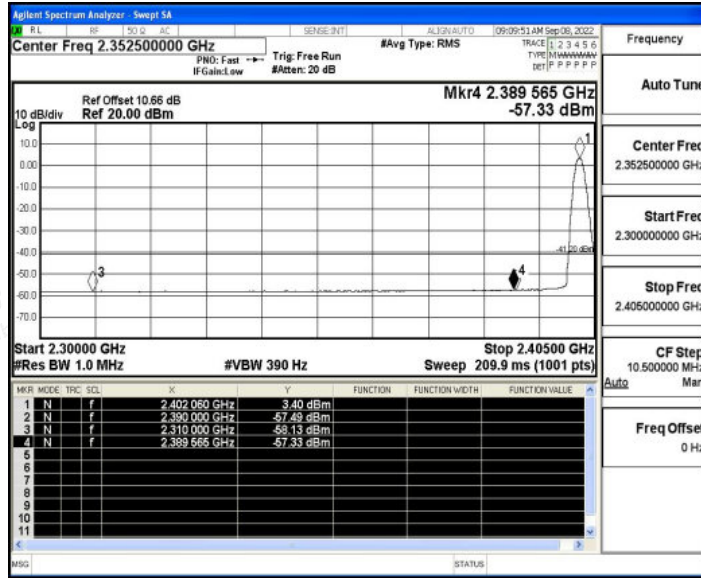 Agilent Spectrum Analyzer - Swept SA
RL RF 50 Ω AC SENSE:INT ALIGNAUTO 09:09:51 AM Sep 08, 2022
Center Freq 2.352500000 GHz
PNO: Fast
IFGain:Low
Trig: Free Run
#Atten: 20 dB
#Avg Type: RMS
TRACE 1 2 3 4 5 6
TYPE MWWWWW
DET P P P P P P
Ref Offset 10.66 dB
10 dB/div Ref 20.00 dBm
Log
Mkr4 2.389 565 GHz
-57.33 dBm
10.0
0.00
-10.0
-20.0
-30.0
-40.0
-50.0
-60.0
-70.0
1
-41.20 dBm
3
4
Start 2.30000 GHz Stop 2.40500 GHz
#Res BW 1.0 MHz #VBW 390 Hz Sweep 209.9 ms (1001 pts)
MKR MODE TRC SCL X Y FUNCTION FUNCTION WIDTH FUNCTION VALUE
1 N f 2.402 060 GHz 3.40 dBm
2 N f 2.390 000 GHz -57.49 dBm
3 N f 2.310 000 GHz -58.13 dBm
4 N f 2.389 565 GHz -57.33 dBm
5
6
7
8
9
10
11
MSG STATUS
Frequency
Auto Tune
Center Freq
2.352500000 GHz
Start Freq
2.300000000 GHz
Stop Freq
2.405000000 GHz
CF Step
10.500000 MHz
Auto Man
Freq Offset
0 Hz